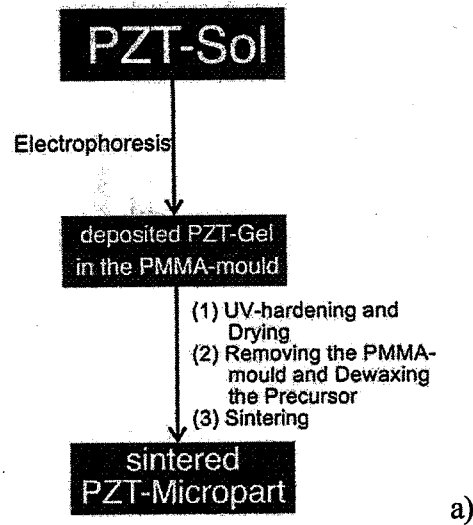 PZT-Sol
Electrophoresis
deposited PZT-Gel
in the PMMA-mould
(1) UV-hardening and
Drying
(2) Removing the PMMA-
mould and Dewaxing
the Precursor
(3) Sintering
sintered
PZT-Micropart
a)